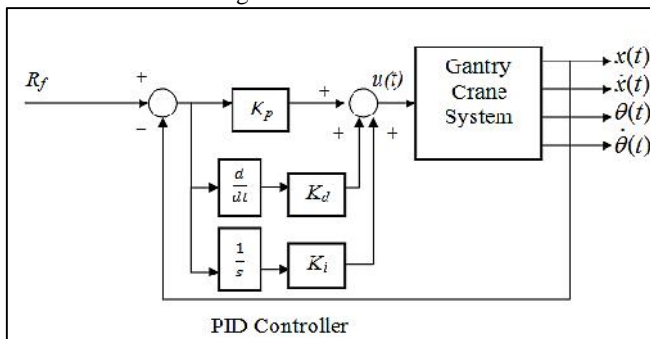 R_f
+
−
K_p
+
+
+
u(t)
Gantry
Crane
System
x(t)
ẋ(t)
θ(t)
θ̇(t)
d
dt
K_d
1
s
K_i
PID Controller